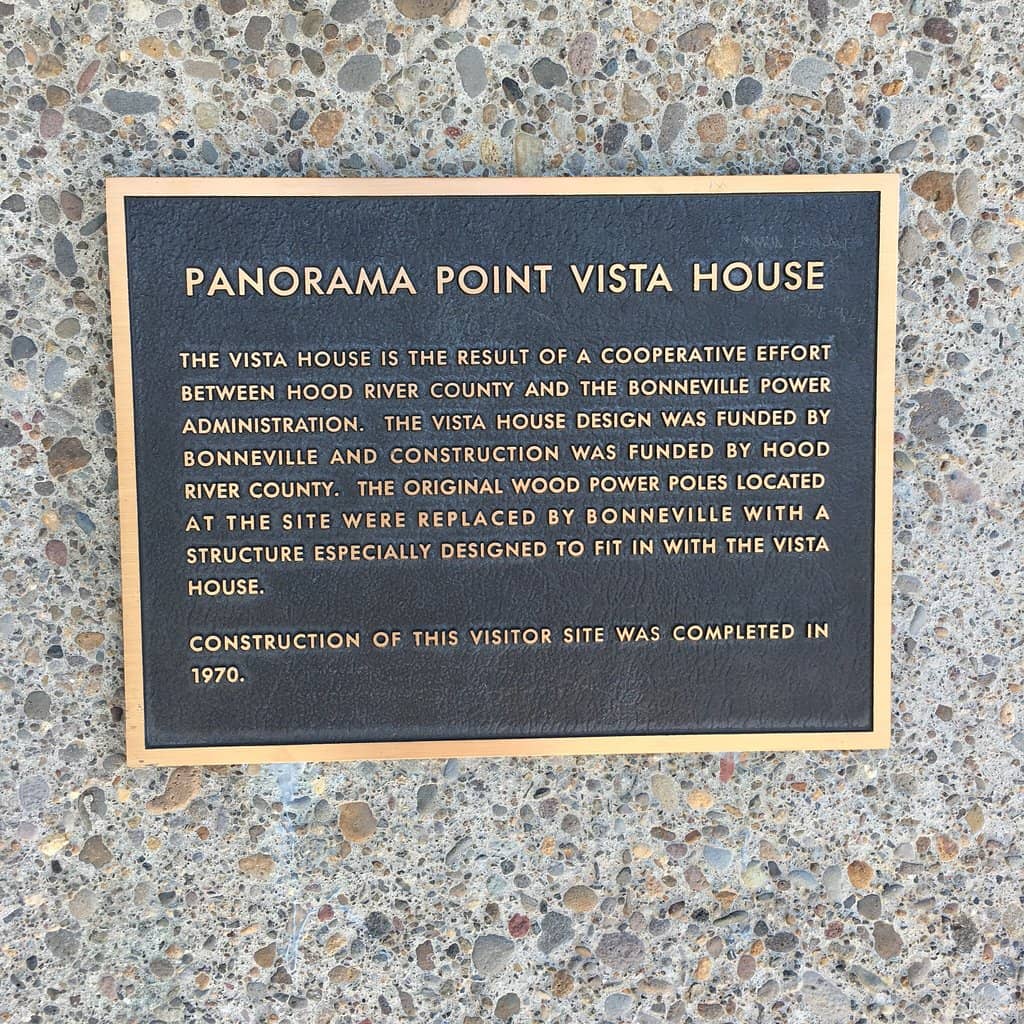 PANORAMA POINT VISTA HOUSE
THE VISTA HOUSE IS THE RESULT OF A COOPERATIVE EFFORT
BETWEEN HOOD RIVER COUNTY AND THE BONNEVILLE POWER
ADMINISTRATION. THE VISTA HOUSE DESIGN WAS FUNDED BY
BONNEVILLE AND CONSTRUCTION WAS FUNDED BY HOOD
RIVER COUNTY. THE ORIGINAL WOOD POWER POLES LOCATED
AT THE SITE WERE REPLACED BY BONNEVILLE WITH A
STRUCTURE ESPECIALLY DESIGNED TO FIT IN WITH THE VISTA
HOUSE.
CONSTRUCTION OF THIS VISITOR SITE WAS COMPLETED IN
1970.